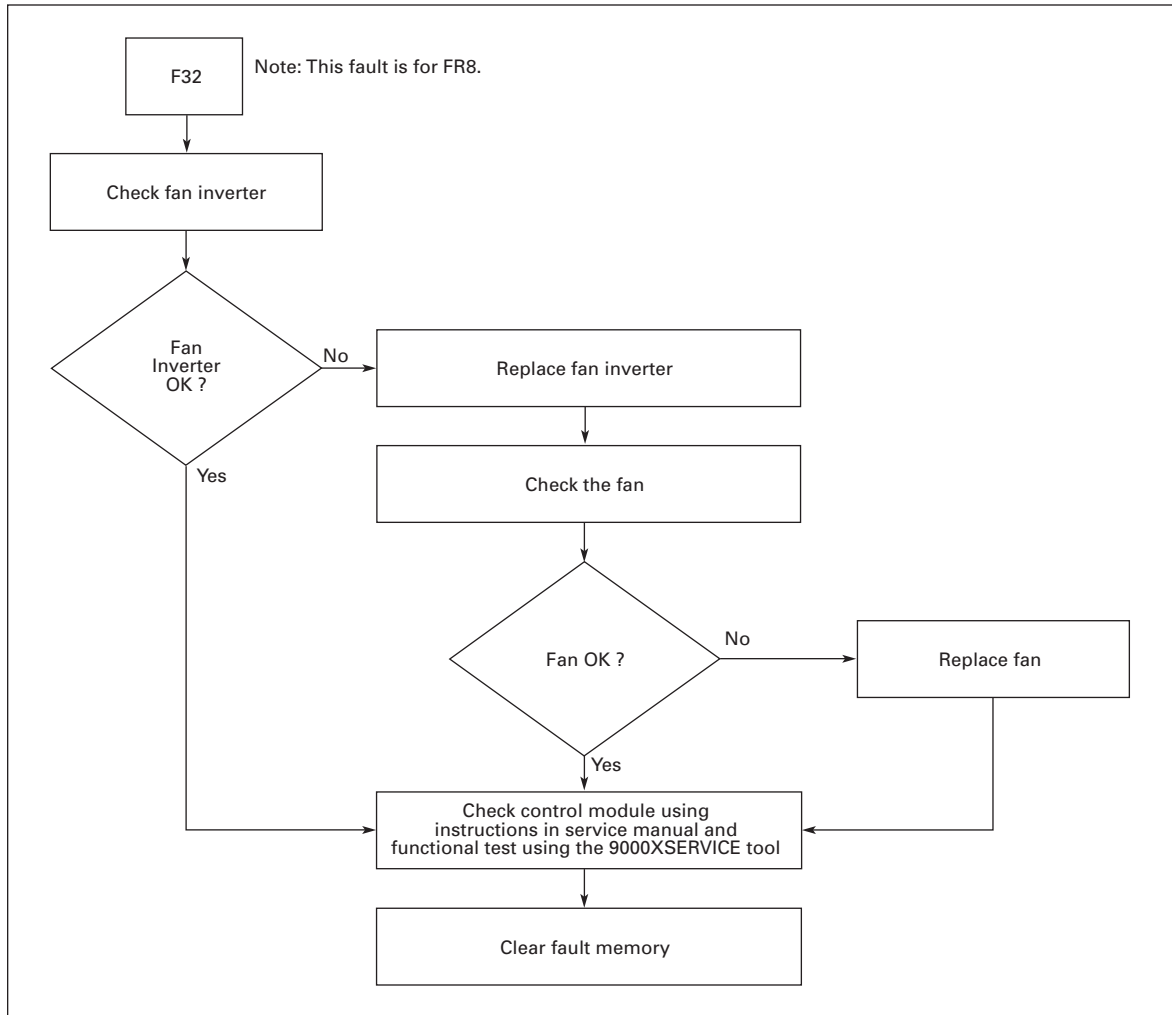 F32
Note: This fault is for FR8.
Check fan inverter
Fan
Inverter
OK ?
No
Replace fan inverter
Yes
Check the fan
Fan OK ?
No
Replace fan
Yes
Check control module using
instructions in service manual and
functional test using the 9000XSERVICE tool
Clear fault memory